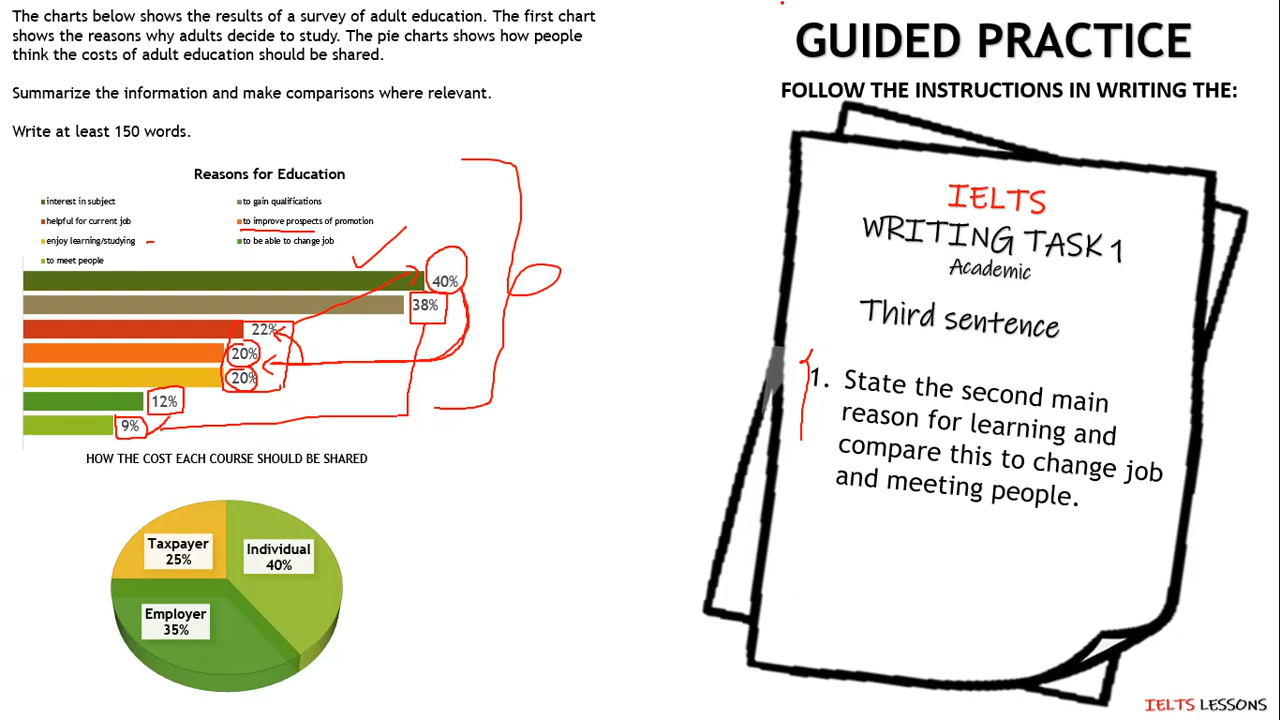 The charts below shows the results of a survey of adult education. The first chart
shows the reasons why adults decide to study. The pie charts shows how people
think the costs of adult education should be shared.
Summarize the information and make comparisons where relevant.
Write at least 150 words.
Reasons for Education
interest in subject
to gain qualifications
helpful for current job
to improve prospects of promotion
enjoy learning/studying
to be able to change job
to meet people
40%
38%
22%
20%
20%
12%
9%
HOW THE COST EACH COURSE SHOULD BE SHARED
Taxpayer
25%
Individual
40%
Employer
35%
GUIDED PRACTICE
FOLLOW THE INSTRUCTIONS IN WRITING THE:
IELTS
WRITING TASK 1
Academic
Third sentence
1. State the second main
reason for learning and
compare this to change job
and meeting people.
IELTS LESSONS